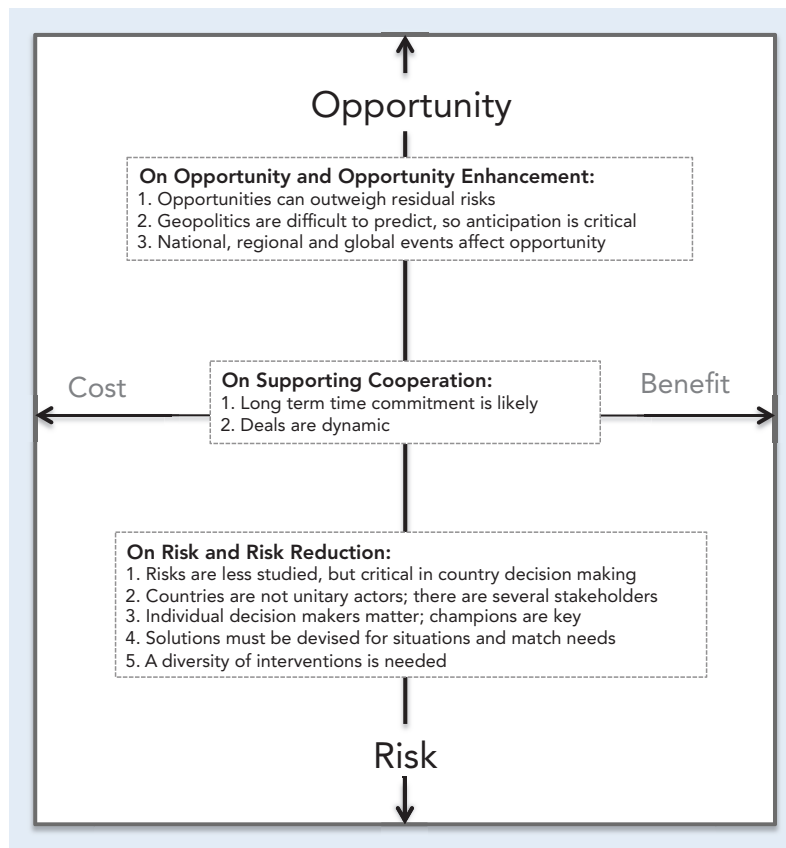 Opportunity
On Opportunity and Opportunity Enhancement:
1. Opportunities can outweigh residual risks
2. Geopolitics are difficult to predict, so anticipation is critical
3. National, regional and global events affect opportunity
Cost
On Supporting Cooperation:
1. Long term time commitment is likely
2. Deals are dynamic
Benefit
On Risk and Risk Reduction:
1. Risks are less studied, but critical in country decision making
2. Countries are not unitary actors; there are several stakeholders
3. Individual decision makers matter; champions are key
4. Solutions must be devised for situations and match needs
5. A diversity of interventions is needed
Risk